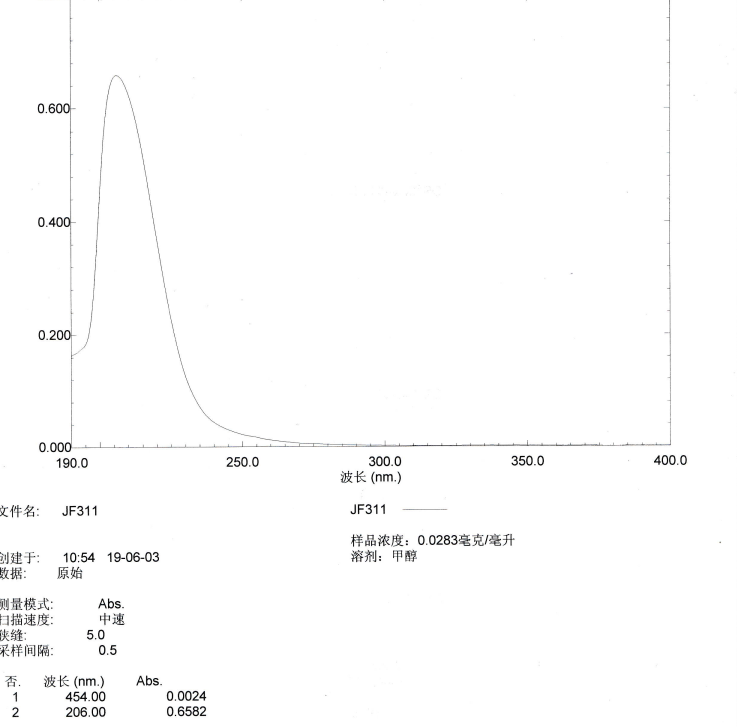 0.600
0.400
0.200
0.000
190.0 250.0 300.0 350.0 400.0
波长 (nm.)
文件名: JF311
JF311
样品浓度：0.0283毫克/毫升
溶剂：甲醇
创建于: 10:54 19-06-03
数据: 原始
测量模式: Abs.
扫描速度: 中速
狭缝: 5.0
采样间隔: 0.5
否. 波长 (nm.) Abs.
1 454.00 0.0024
2 206.00 0.6582